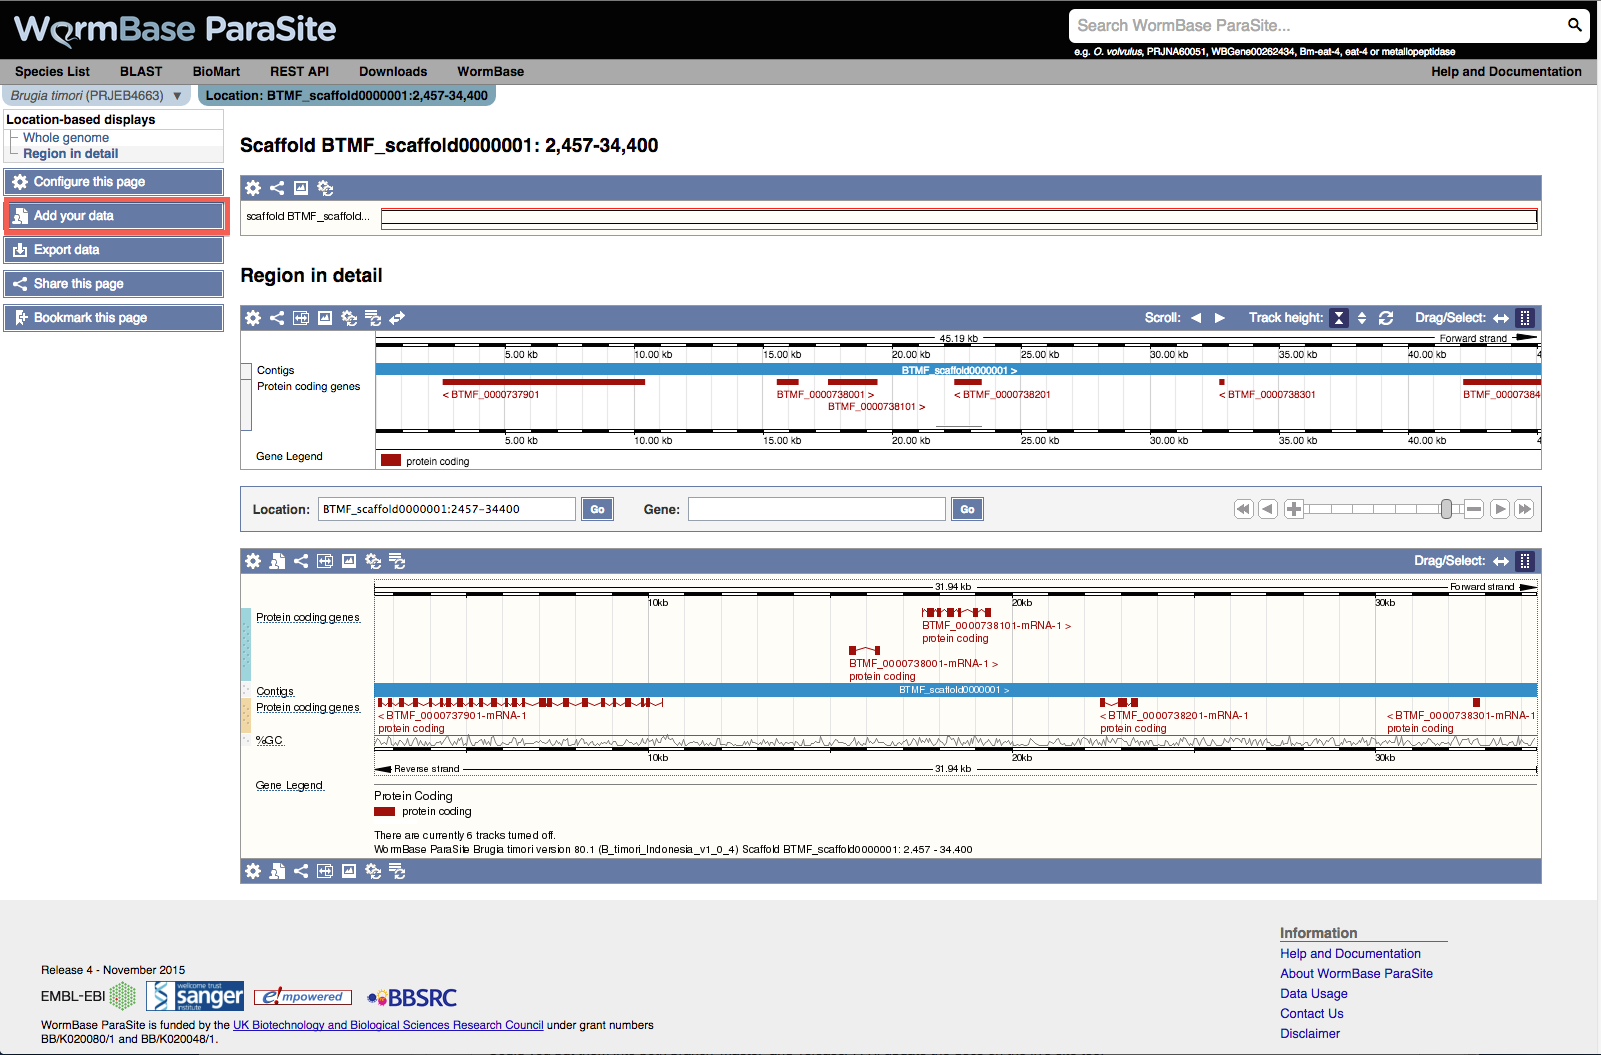 WormBase ParaSite
Search WormBase ParaSite...
e.g. O. volvulus, PRJNA60051, WBGene00262434, Bm-eat-4, eat-4 or metallopeptidase
Species List BLAST BioMart REST API Downloads WormBase Help and Documentation
Brugia timori (PRJEB4663) ▼ Location: BTMF_scaffold0000001:2,457-34,400
Location-based displays
Whole genome
Region in detail
Configure this page
Add your data
Export data
Share this page
Bookmark this page
Scaffold BTMF_scaffold0000001: 2,457-34,400
scaffold BTMF_scaffold...
Region in detail
Scroll: Track height: Drag/Select:
45.19 kb Forward strand
5.00 kb 10.00 kb 15.00 kb 20.00 kb 25.00 kb 30.00 kb 35.00 kb 40.00 kb 4
Contigs BTMF_scaffold0000001 >
Protein coding genes
< BTMF_0000737901 BTMF_0000738001 > < BTMF_0000738201 < BTMF_0000738301 BTMF_00007384
BTMF_0000738101 >
5.00 kb 10.00 kb 15.00 kb 20.00 kb 25.00 kb 30.00 kb 35.00 kb 40.00 kb 4
Gene Legend protein coding
Location: BTMF_scaffold0000001:2457-34400 Go Gene: Go
Drag/Select:
31.94 kb Forward strand
10kb 20kb 30kb
Protein coding genes
BTMF_0000738101-mRNA-1 >
protein coding
BTMF_0000738001-mRNA-1 >
protein coding
Contigs BTMF_scaffold0000001 >
Protein coding genes
< BTMF_0000737901-mRNA-1 < BTMF_0000738201-mRNA-1 < BTMF_0000738301-mRNA-1
protein coding protein coding protein coding
%GC
10kb 20kb 30kb
Reverse strand 31.94 kb
Gene Legend
Protein Coding
protein coding
There are currently 6 tracks turned off.
WormBase ParaSite Brugia timori version 80.1 (B_timori_Indonesia_v1_0_4) Scaffold BTMF_scaffold0000001: 2,457 - 34,400
Information
Help and Documentation
About WormBase ParaSite
Data Usage
Contact Us
Disclaimer
Release 4 - November 2015
EMBL-EBI wellcome trust sanger institute e!mpowered BBSRC
WormBase ParaSite is funded by the UK Biotechnology and Biological Sciences Research Council under grant numbers
BB/K020080/1 and BB/K020048/1.